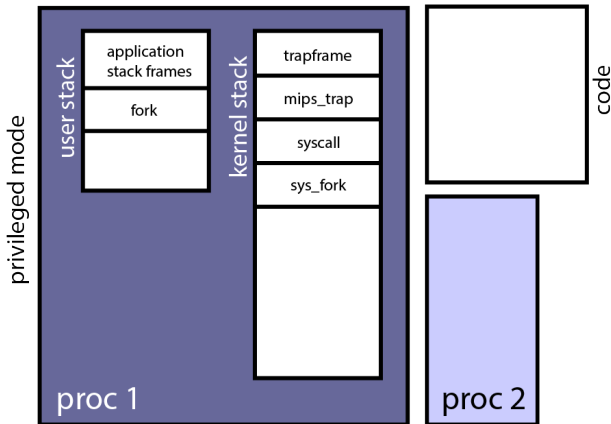 privileged mode
user stack
application
stack frames
fork
kernel stack
trapframe
mips_trap
syscall
sys_fork
proc 1
code
proc 2